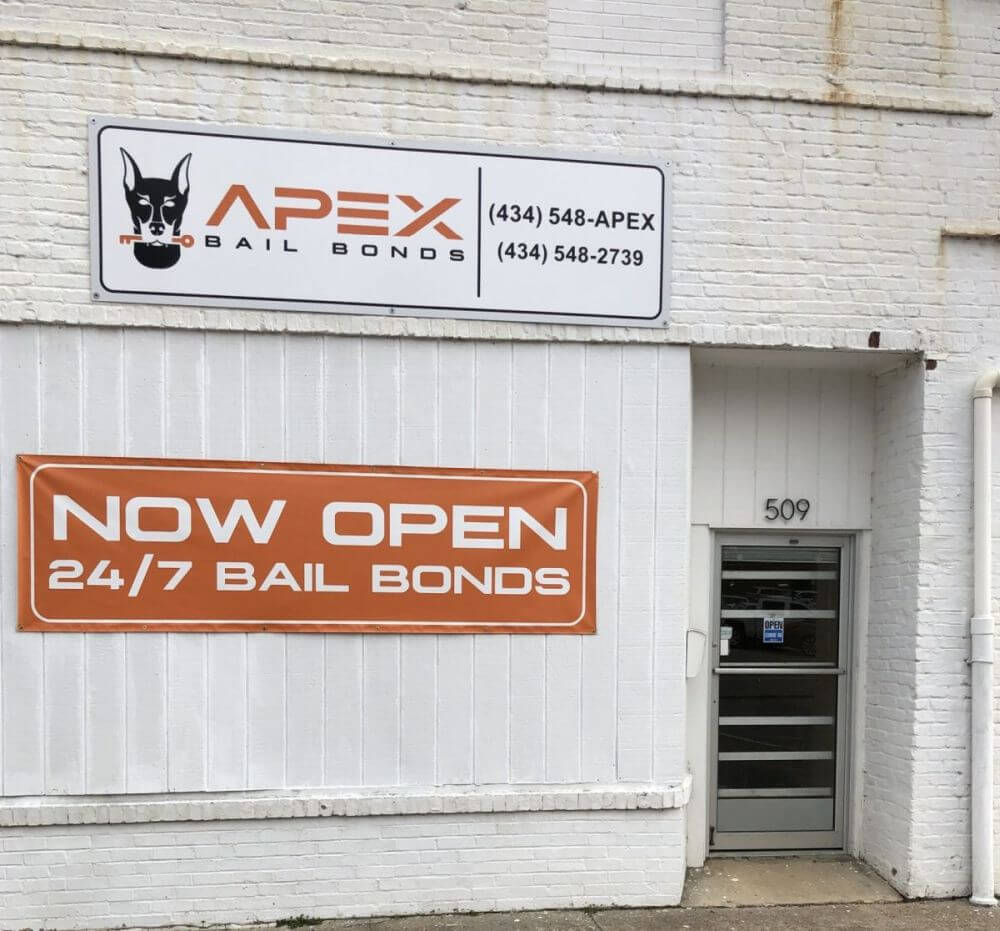 APEX
BAIL BONDS
(434) 548-APEX
(434) 548-2739
NOW OPEN
24/7 BAIL BONDS
509
OPEN